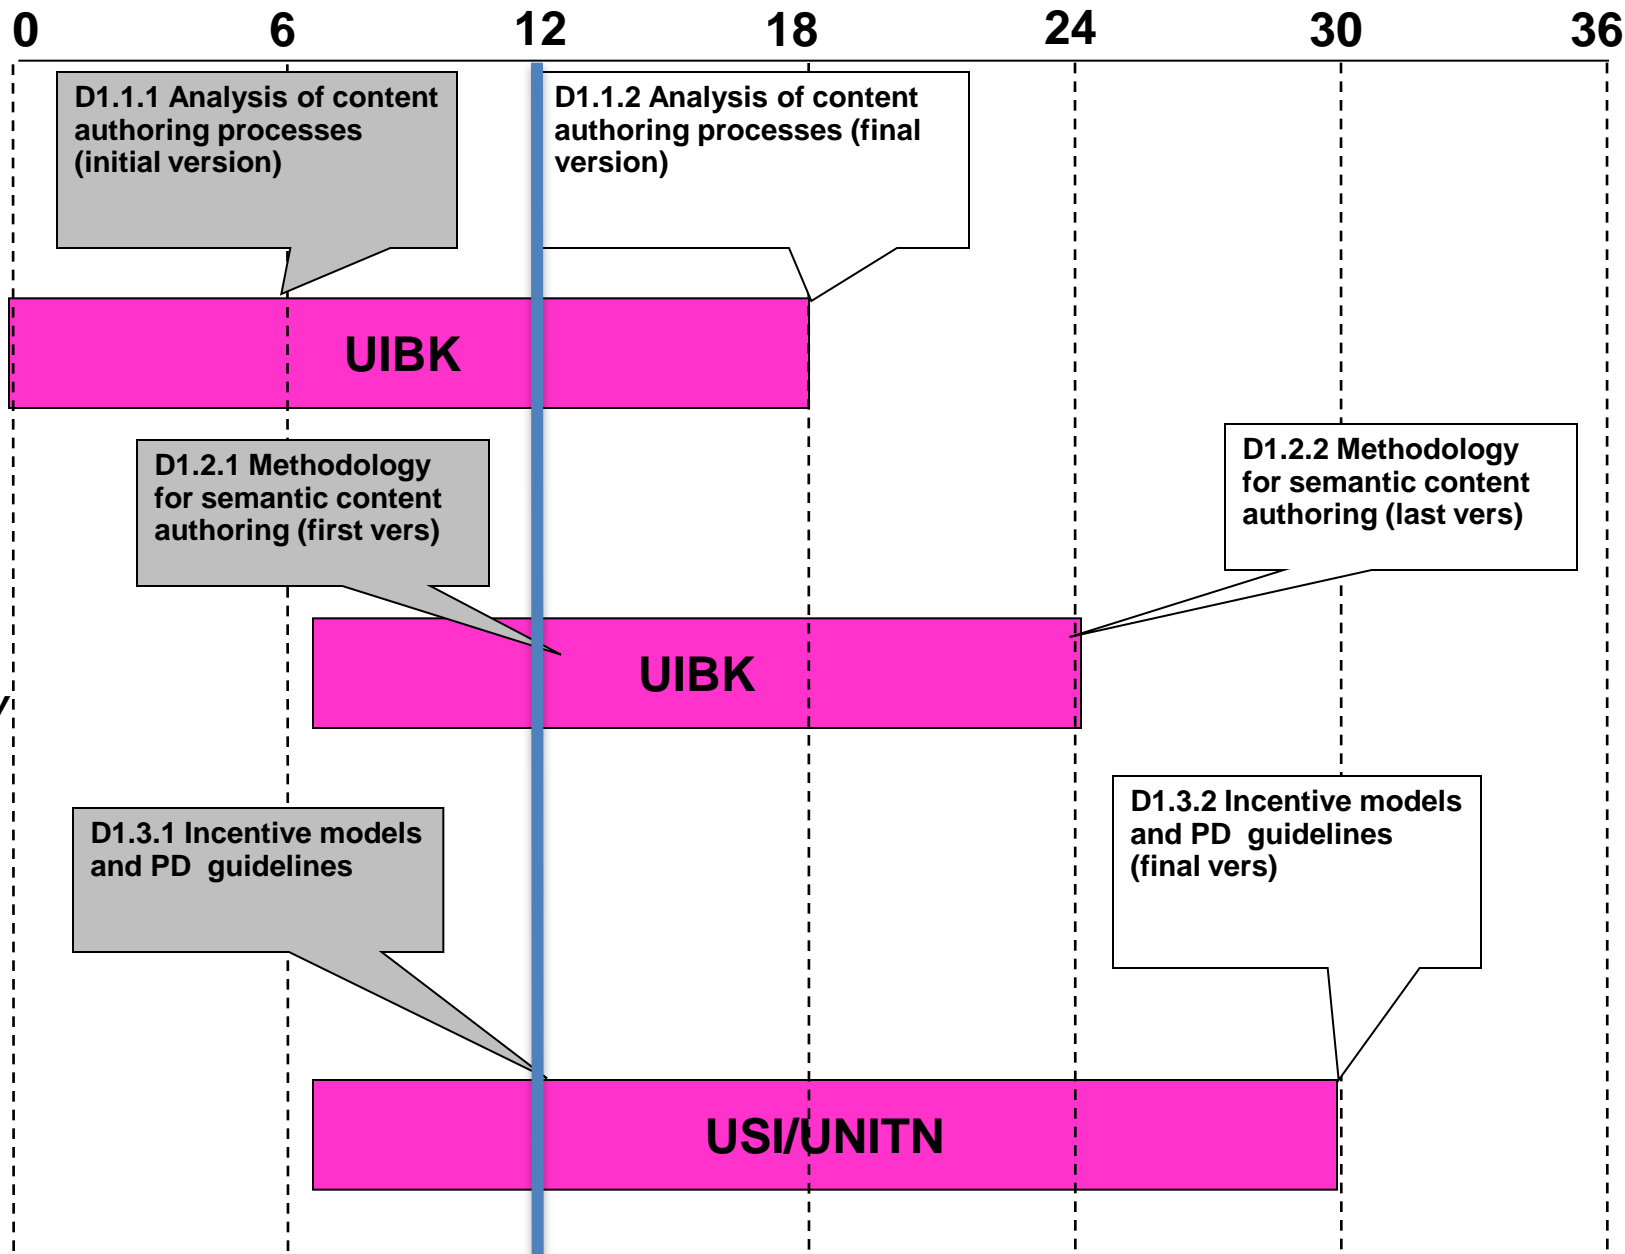 0 6 12 18 24 30 36
D1.1.1 Analysis of content
authoring processes
(initial version)
D1.1.2 Analysis of content
authoring processes (final
version)
UIBK
D1.2.1 Methodology
for semantic content
authoring (first vers)
D1.2.2 Methodology
for semantic content
authoring (last vers)
UIBK
D1.3.1 Incentive models
and PD  guidelines
D1.3.2 Incentive models
and PD  guidelines
(final vers)
USI/UNITN